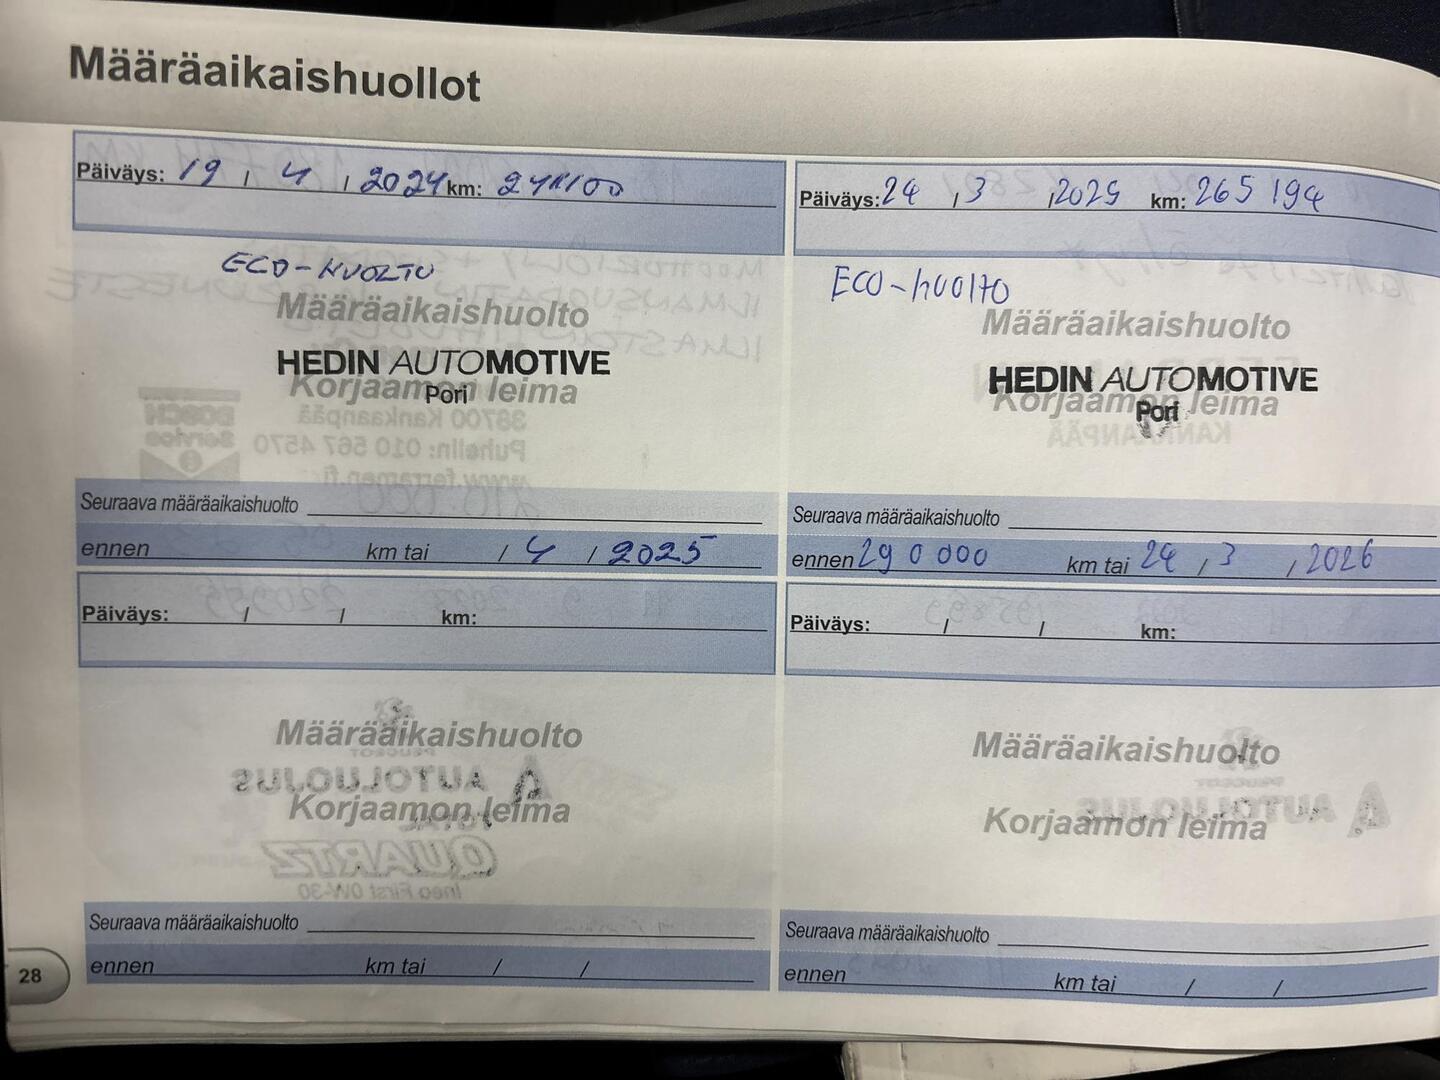 Määräaikaishuollot
Päiväys: 19 / 4 / 2024 km:
ECO-HUOLTO
Määräaikaishuolto
HEDIN AUTOMOTIVE
Korjaamon leima
Pori
Seuraava määräaikaishuolto
ennen km tai / 4 / 2025
Päiväys: 24 / 3 / 2025 km: 265 194
ECO-huolto
Määräaikaishuolto
HEDIN AUTOMOTIVE
Korjaamon leima
Pori
Seuraava määräaikaishuolto
ennen 290 000 km tai 24 / 3 / 2026
Päiväys: / / km:
Määräaikaishuolto
Korjaamon leima
Seuraava määräaikaishuolto
ennen km tai / /
Päiväys: / / km:
Määräaikaishuolto
Korjaamon leima
Seuraava määräaikaishuolto
ennen km tai / /
28